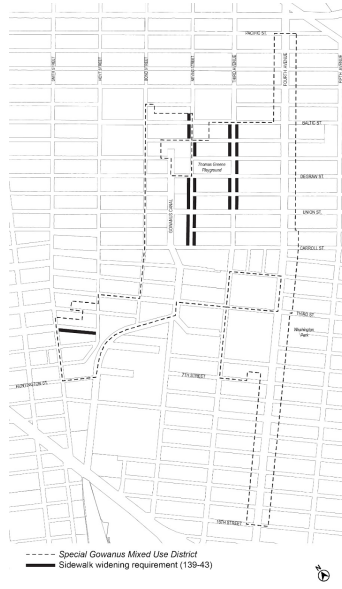 PACIFIC ST.
SMITH STREET
HOYT STREET
BOND STREET
NEVINS STREET
THIRD AVENUE
FOURTH AVENUE
FIFTH AVENUE
BALTIC ST.
Thomas Greene
Playground
DEGRAW ST.
GOWANUS CANAL
UNION ST.
CARROLL ST.
THIRD ST.
Washington
Park
HUNTINGTON ST.
7TH STREET
15TH STREET
Special Gowanus Mixed Use District
Sidewalk widening requirement (139-43)
N